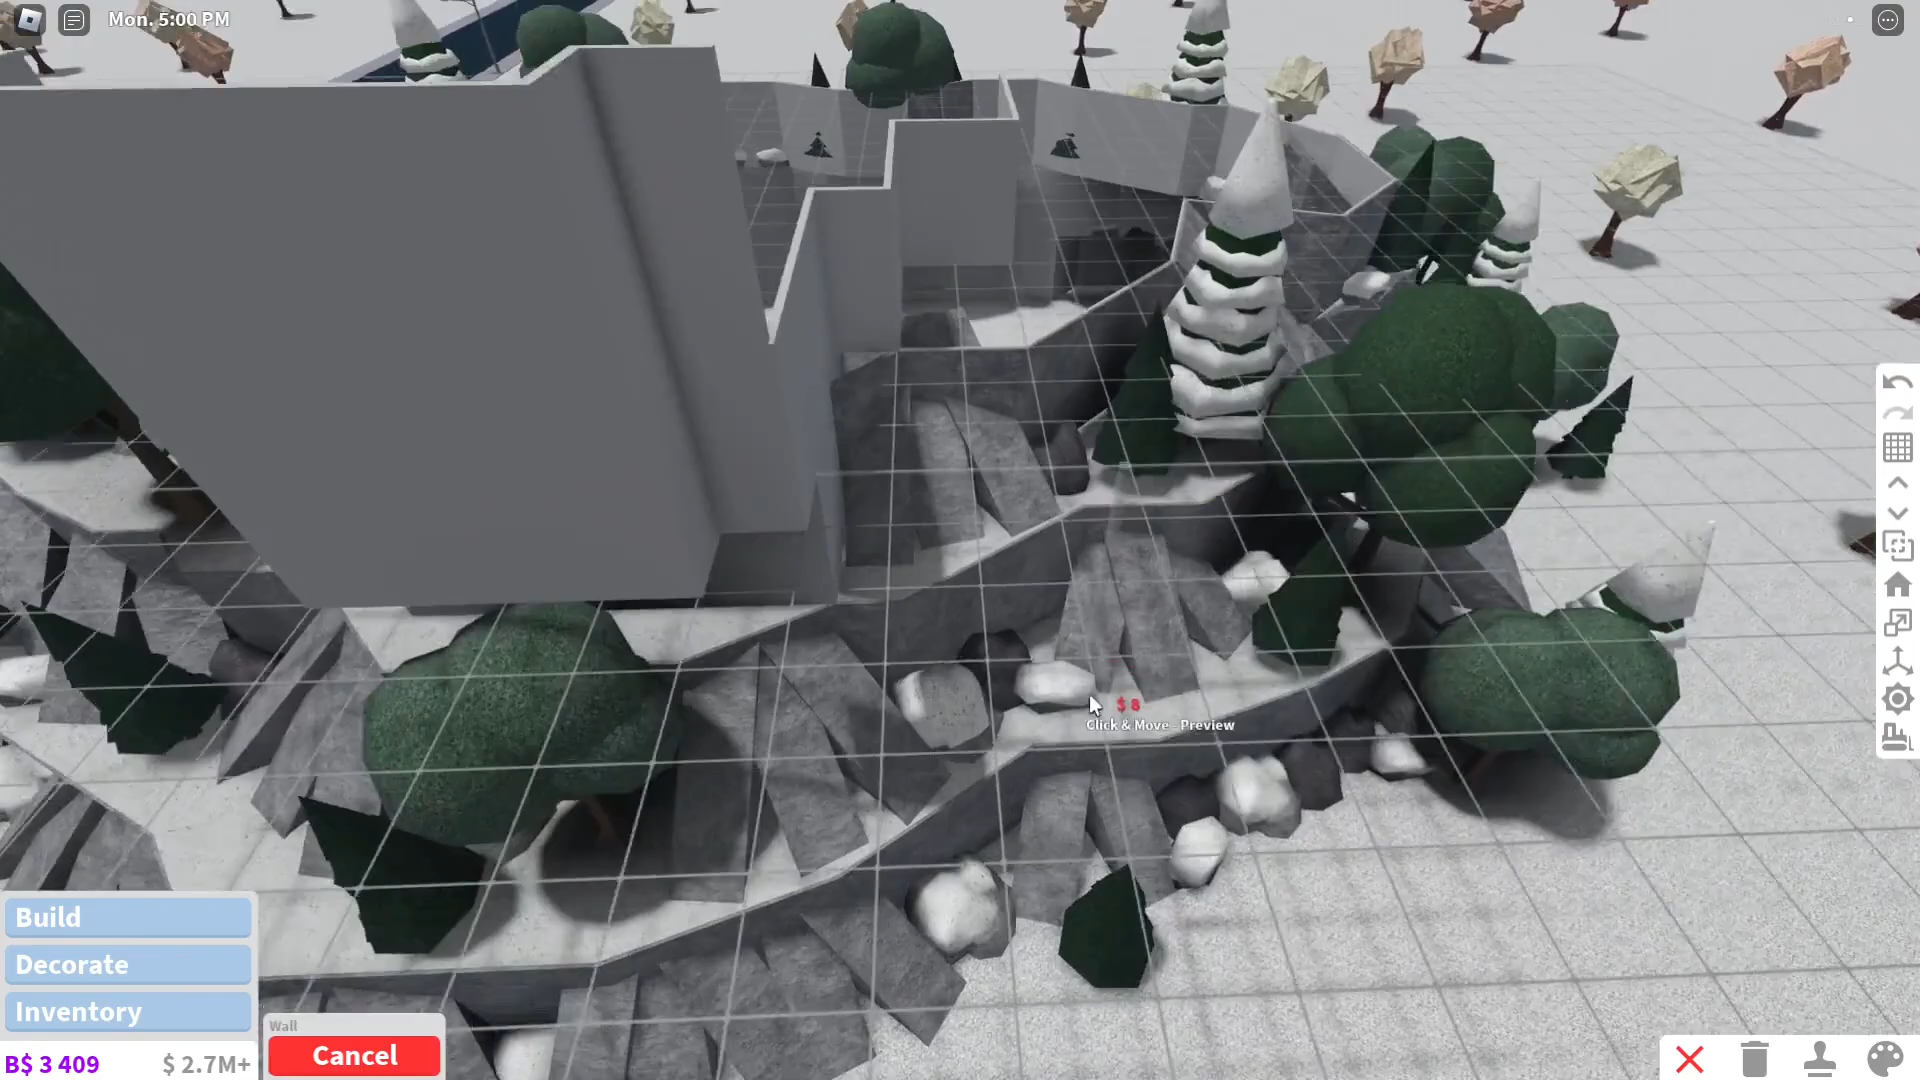 Mon. 5:00 PM
$ 8
Click & Move - Preview
Build
Decorate
Inventory
B$ 3 409
$ 2.7M+
Wall
Cancel